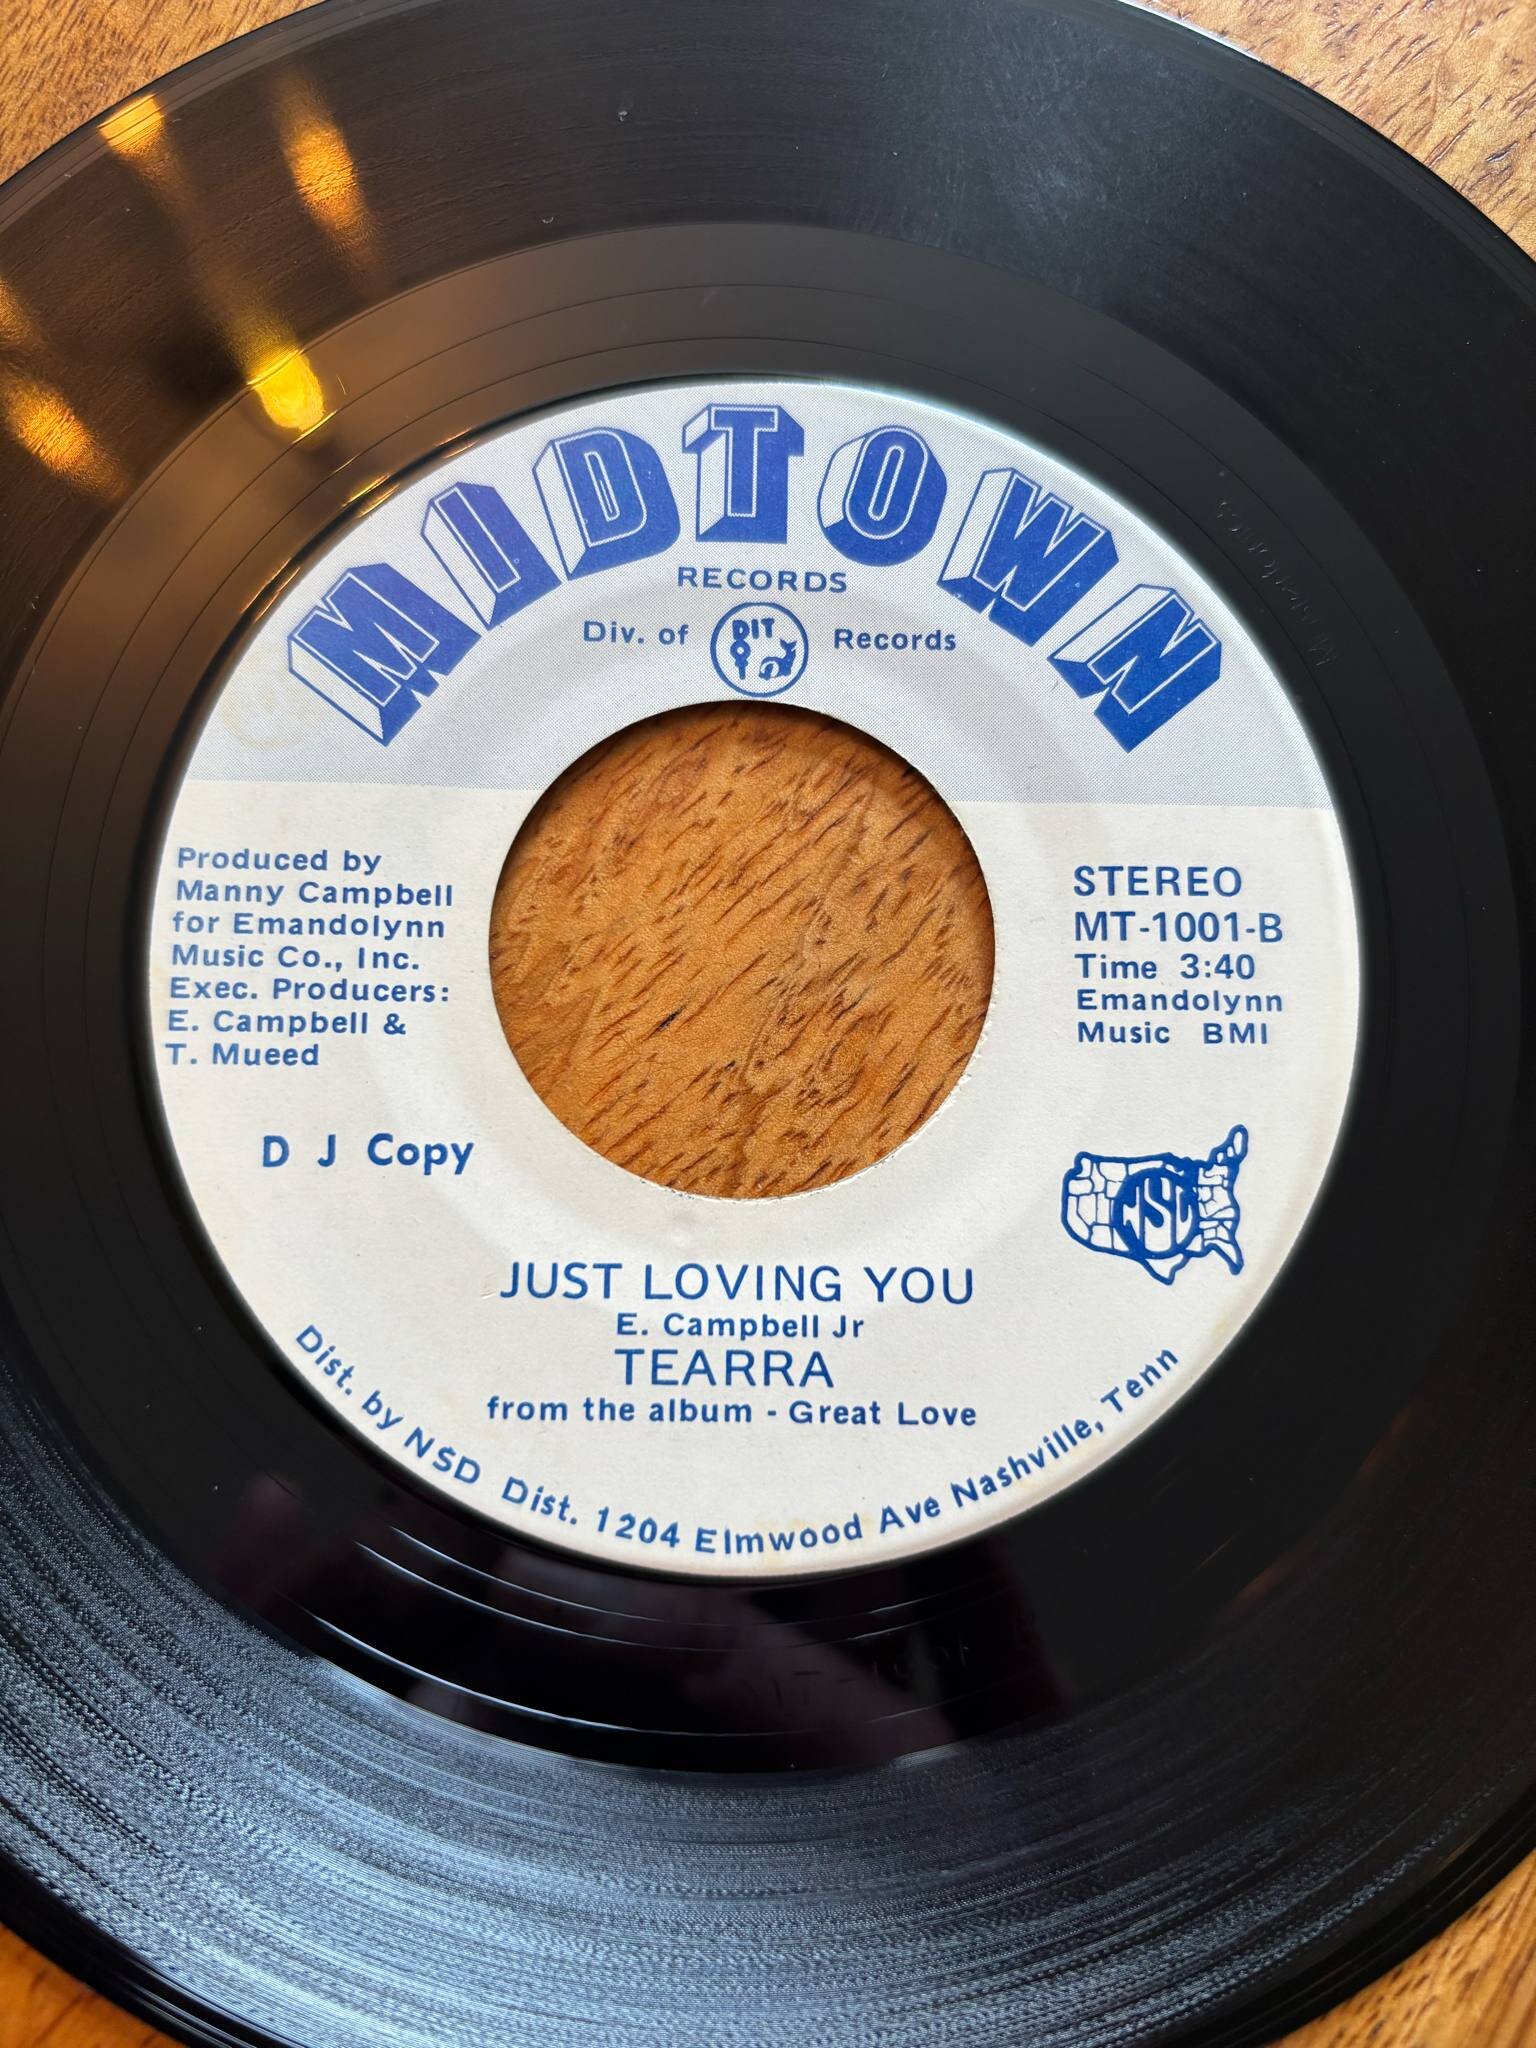 MIDTOWN
RECORDS
Div. of DITTO Records
Produced by
Manny Campbell
for Emandolynn
Music Co., Inc.
Exec. Producers:
E. Campbell &
T. Mueed
D J Copy
STEREO
MT-1001-B
Time 3:40
Emandolynn
Music BMI
NSD
JUST LOVING YOU
E. Campbell Jr
TEARRA
from the album - Great Love
Dist. by NSD Dist. 1204 Elmwood Ave Nashville, Tenn